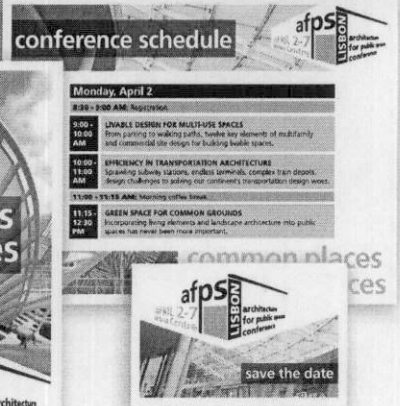 conference schedule
afps
APRIL 2-7
LISBON
architecture
for public space
conference
Monday, April 2
8:30 - 9:00 AM: Registration
9:00 - 10:00 AM
LIVABLE DESIGN FOR MULTI-USE SPACES
From parking to walking paths, twelve key elements of multifamily
and commercial site design for building livable spaces.
10:00 - 11:00 AM
EFFICIENCY IN TRANSPORTATION ARCHITECTURE
Sprawling subway stations, endless terminals, complex train depots,
design challenges to solving our continent's transportation design woes.
11:00 - 11:15 AM: Morning coffee break
11:15 - 12:30 PM
GREEN SPACE FOR COMMON GROUNDS
Incorporating living elements and landscape architecture into public
spaces has never been more important.
common places
afps
APRIL 2-7
LISBON
architecture
for public space
conference
save the date